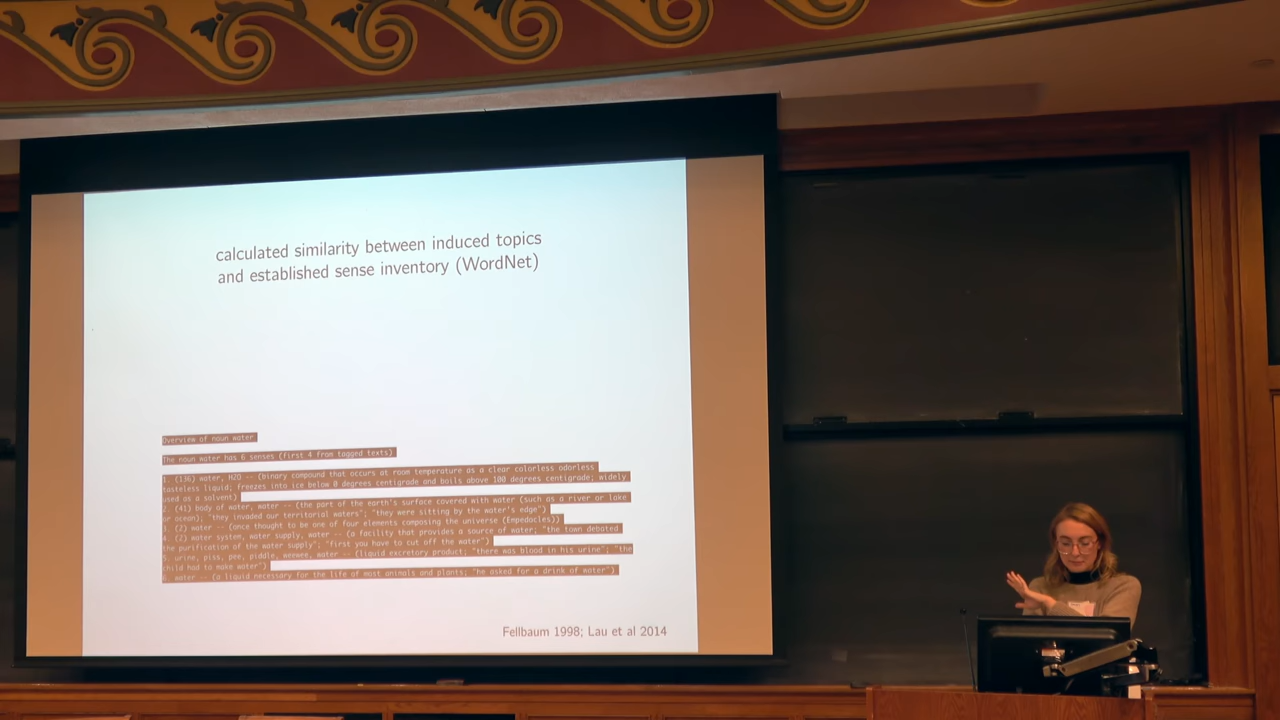 calculated similarity between induced topics
and established sense inventory (WordNet)
Overview of noun water
The noun water has 6 senses (first 4 from tagged texts)
1. (136) water, H2O -- (binary compound that occurs at room temperature as a clear colorless odorless
tasteless liquid; freezes into ice below 0 degrees centigrade and boils above 100 degrees centigrade; widely
used as a solvent)
2. (41) body of water, water -- (the part of the earth's surface covered with water (such as a river or lake
or ocean); "they invaded our territorial waters"; "they were sitting by the water's edge")
3. (2) water -- (once thought to be one of four elements composing the universe (Empedocles))
4. (2) water system, water supply, water -- (a facility that provides a source of water; "the town debated
the purification of the water supply"; "first you have to cut off the water")
5. urine, piss, pee, piddle, weewee, water -- (liquid excretory product; "there was blood in his urine"; "the
child had to make water")
6. water -- (a liquid necessary for the life of most animals and plants; "he asked for a drink of water")
Fellbaum 1998; Lau et al 2014